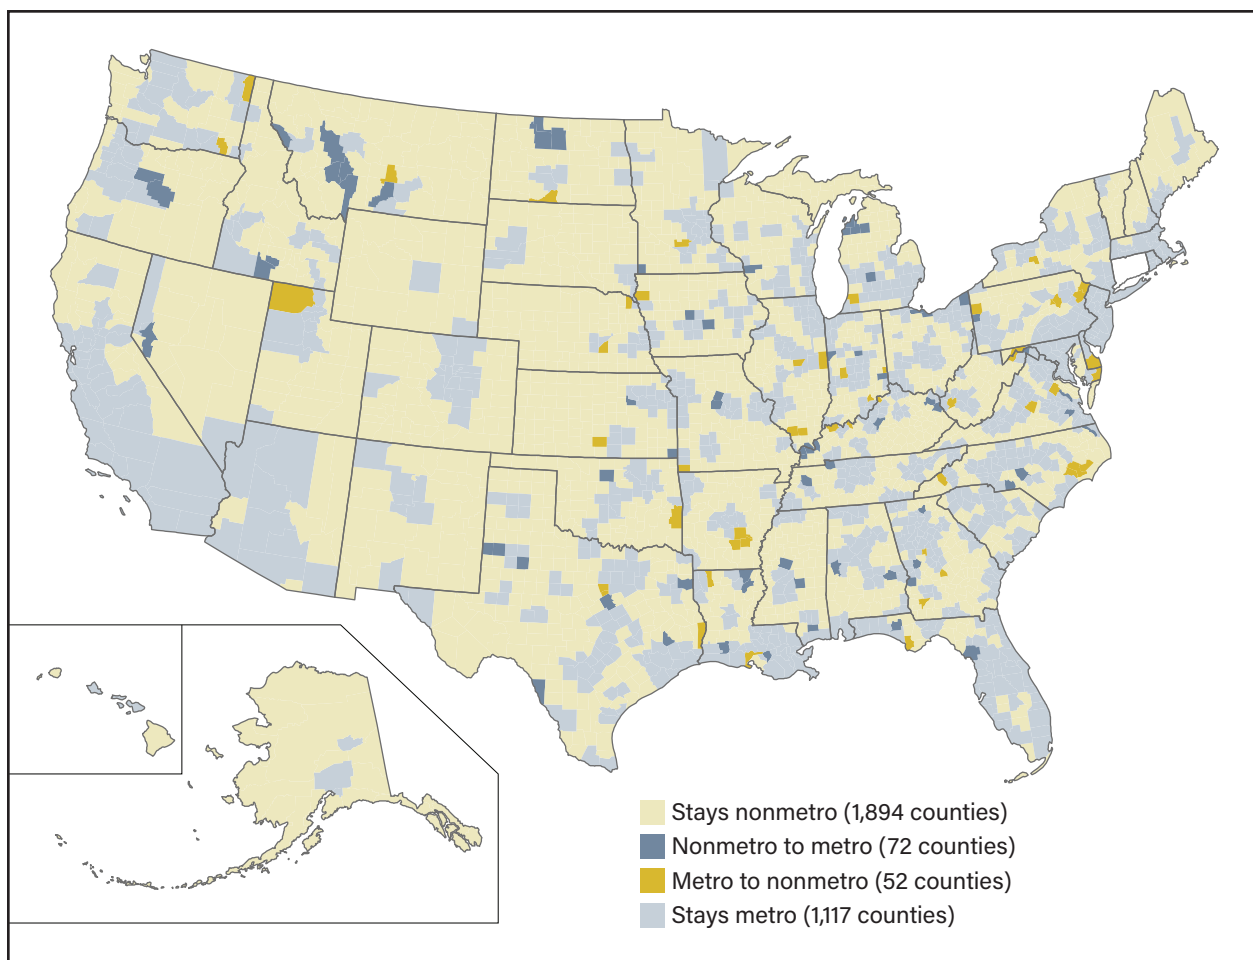 Stays nonmetro (1,894 counties)
Nonmetro to metro (72 counties)
Metro to nonmetro (52 counties)
Stays metro (1,117 counties)